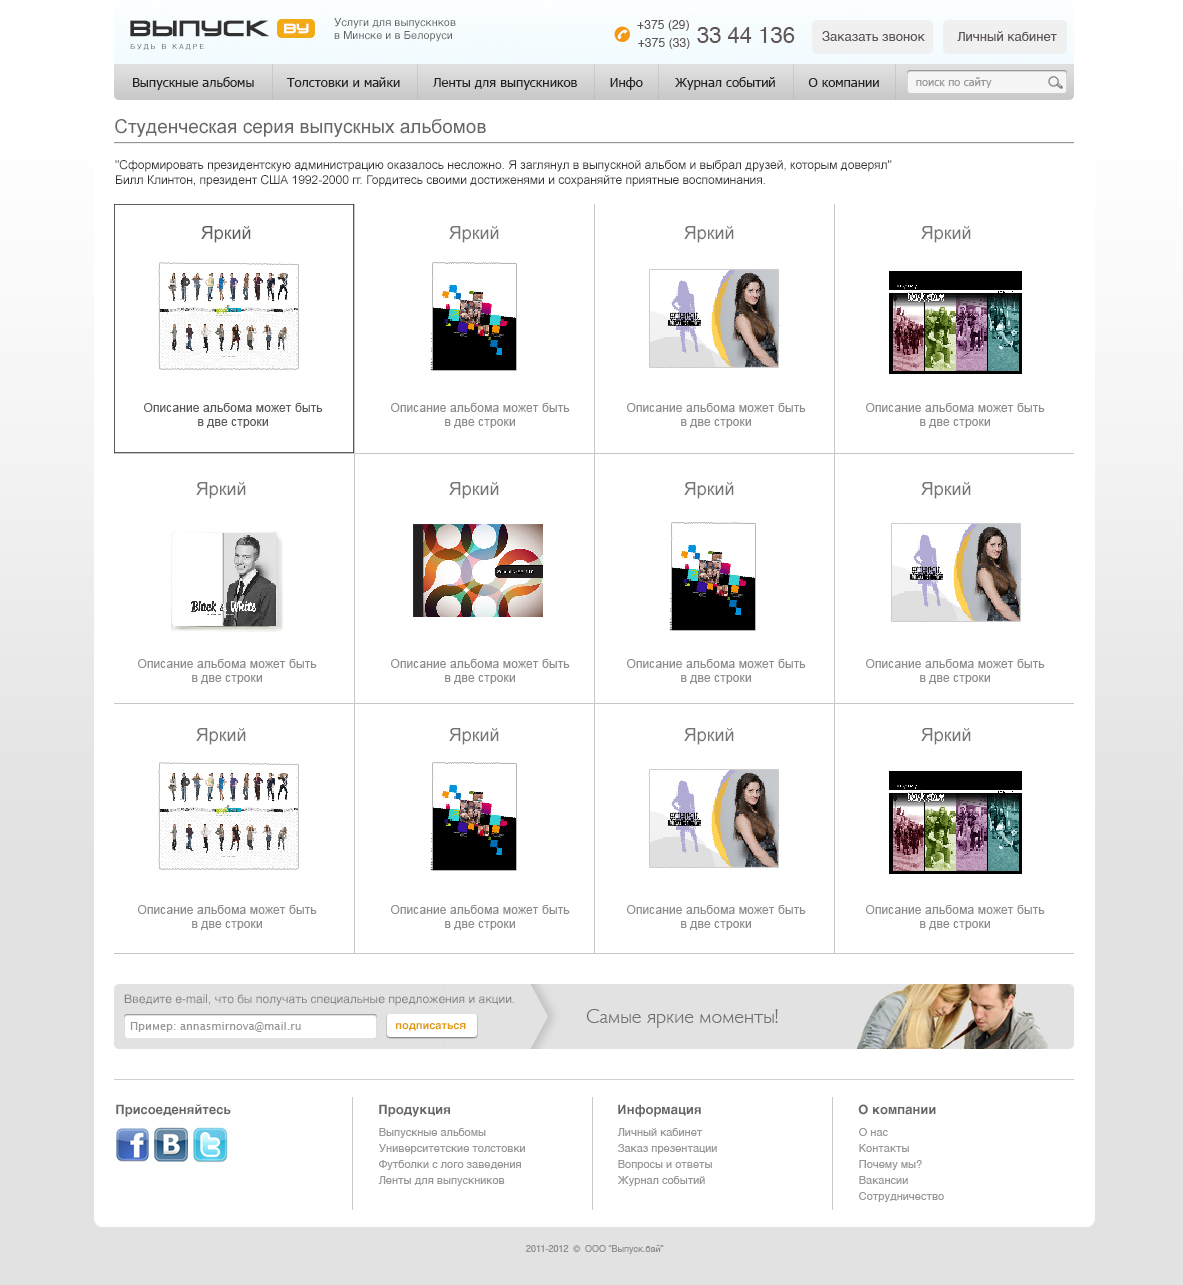 ВЫПУСК BY
БУДЬ В КАДРЕ
Услуги для выпускнков
в Минске и в Белоруси
+375 (29)
+375 (33)
33 44 136
Заказать звонок
Личный кабинет
Выпускные альбомы
Толстовки и майки
Ленты для выпускников
Инфо
Журнал событий
О компании
поиск по сайту
Студенческая серия выпускных альбомов
"Сформировать президентскую администрацию оказалось несложно. Я заглянул в выпускной альбом и выбрал друзей, которым доверял"
Билл Клинтон, президент США 1992-2000 гг. Гордитесь своими достиженями и сохраняйте приятные воспоминания.
Яркий
Описание альбома может быть
в две строки
Яркий
Описание альбома может быть
в две строки
Яркий
Описание альбома может быть
в две строки
Яркий
Описание альбома может быть
в две строки
Яркий
Black & White
Описание альбома может быть
в две строки
Яркий
Описание альбома может быть
в две строки
Яркий
Описание альбома может быть
в две строки
Яркий
Описание альбома может быть
в две строки
Яркий
Описание альбома может быть
в две строки
Яркий
Описание альбома может быть
в две строки
Яркий
Описание альбома может быть
в две строки
Яркий
Описание альбома может быть
в две строки
Введите e-mail, что бы получать специальные предложения и акции.
Пример: annasmirnova@mail.ru
подписаться
Самые яркие моменты!
Присоеденяйтесь
Продукция
Выпускные альбомы
Университетские толстовки
Футболки с лого заведения
Ленты для выпускников
Информация
Личный кабинет
Заказ презентации
Вопросы и ответы
Журнал событий
О компании
О нас
Контакты
Почему мы?
Вакансии
Сотрудничество
2011-2012 © ООО "Выпуск.бай"